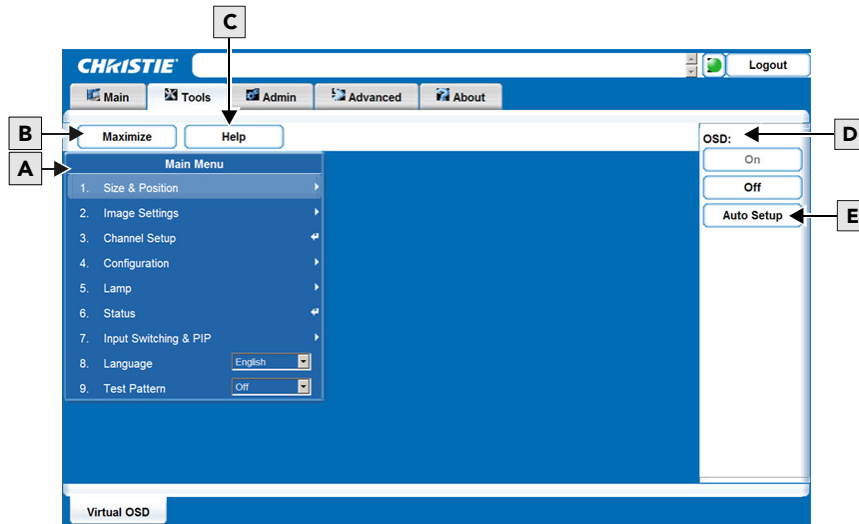 C
CHRISTIE
Logout
Main
Tools
Admin
Advanced
About
B
Maximize
Help
OSD:
D
A
Main Menu
On
1. Size & Position
Off
2. Image Settings
Auto Setup
E
3. Channel Setup
4. Configuration
5. Lamp
6. Status
7. Input Switching & PIP
8. Language English
9. Test Pattern Off
Virtual OSD